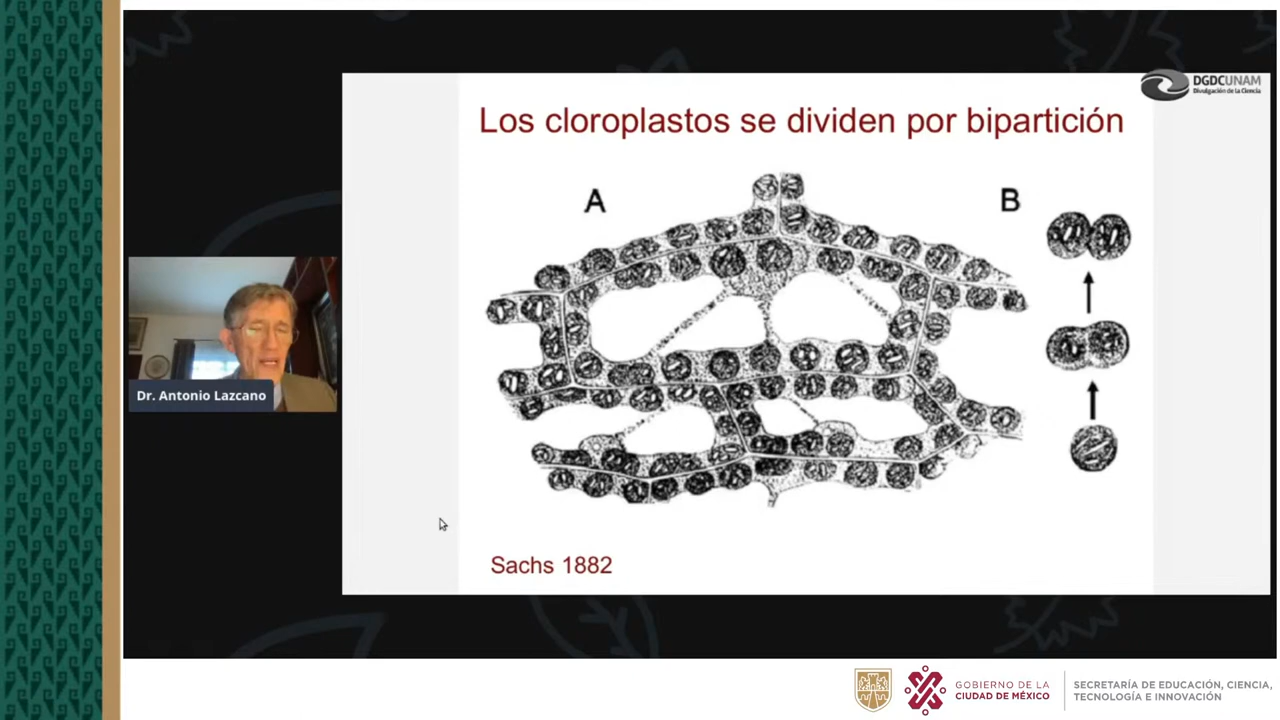 DGDCUNAM
Divulgación de la Ciencia
Los cloroplastos se dividen por bipartición
A
B
Dr. Antonio Lazcano
Sachs 1882
GOBIERNO DE LA
CIUDAD DE MÉXICO
SECRETARÍA DE EDUCACIÓN, CIENCIA,
TECNOLOGÍA E INNOVACIÓN